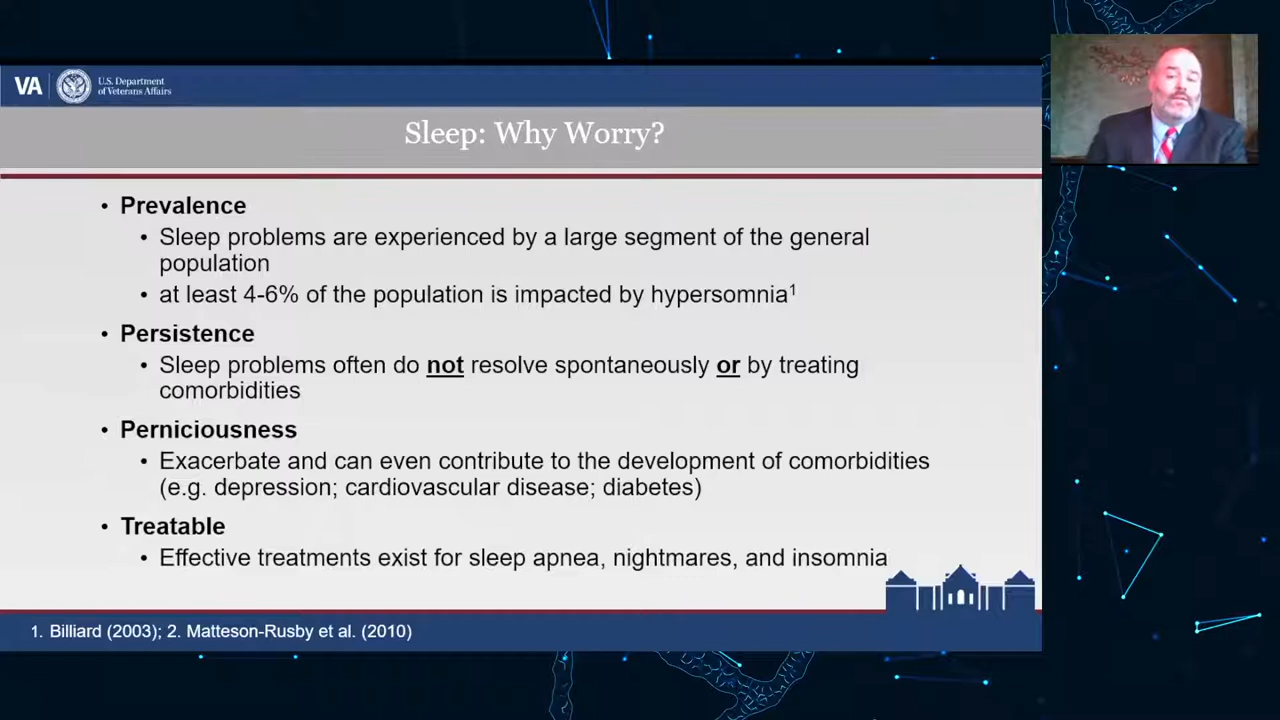 VA
U.S. Department
of Veterans Affairs
Sleep: Why Worry?
• Prevalence
• Sleep problems are experienced by a large segment of the general
population
• at least 4-6% of the population is impacted by hypersomnia¹
• Persistence
• Sleep problems often do not resolve spontaneously or by treating
comorbidities
• Perniciousness
• Exacerbate and can even contribute to the development of comorbidities
(e.g. depression; cardiovascular disease; diabetes)
• Treatable
• Effective treatments exist for sleep apnea, nightmares, and insomnia
1. Billiard (2003); 2. Matteson-Rusby et al. (2010)